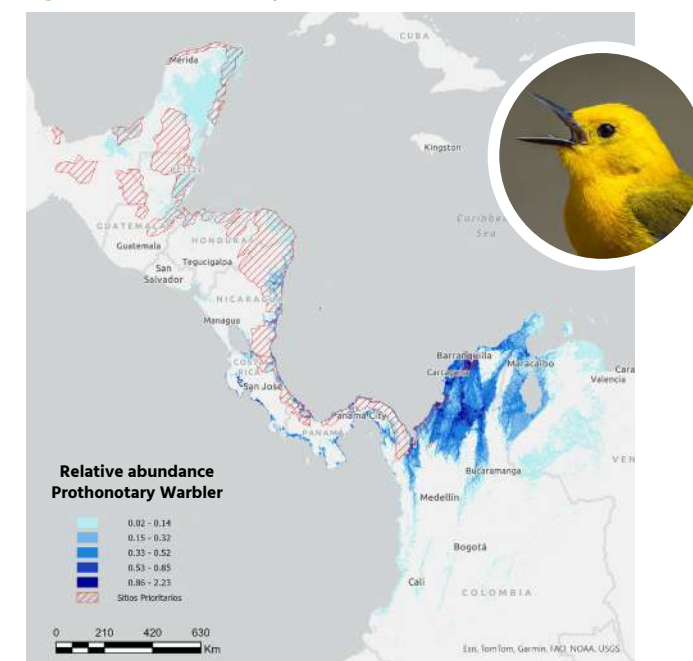 CUBA
Mérida
Kingston
BELIZE
Caribbean
Sea
GUATEMALA
HONDURAS
Guatemala
Tegucigalpa
San
Salvador
NICARAGUA
Managua
Barranquilla
Maracaibo
Cartagena
Cara
Valencia
COSTA
RICA
San José
Panama City
PANAMA
VEN
Bucaramanga
Medellín
Bogotá
Cali
COLOMBIA
Relative abundance
Prothonotary Warbler
0.02 - 0.14
0.15 - 0.32
0.33 - 0.52
0.53 - 0.85
0.86 - 2.23
Sitios Prioritarios
0 210 420 630
Km
Esri, TomTom, Garmin, FAO, NOAA, USGS